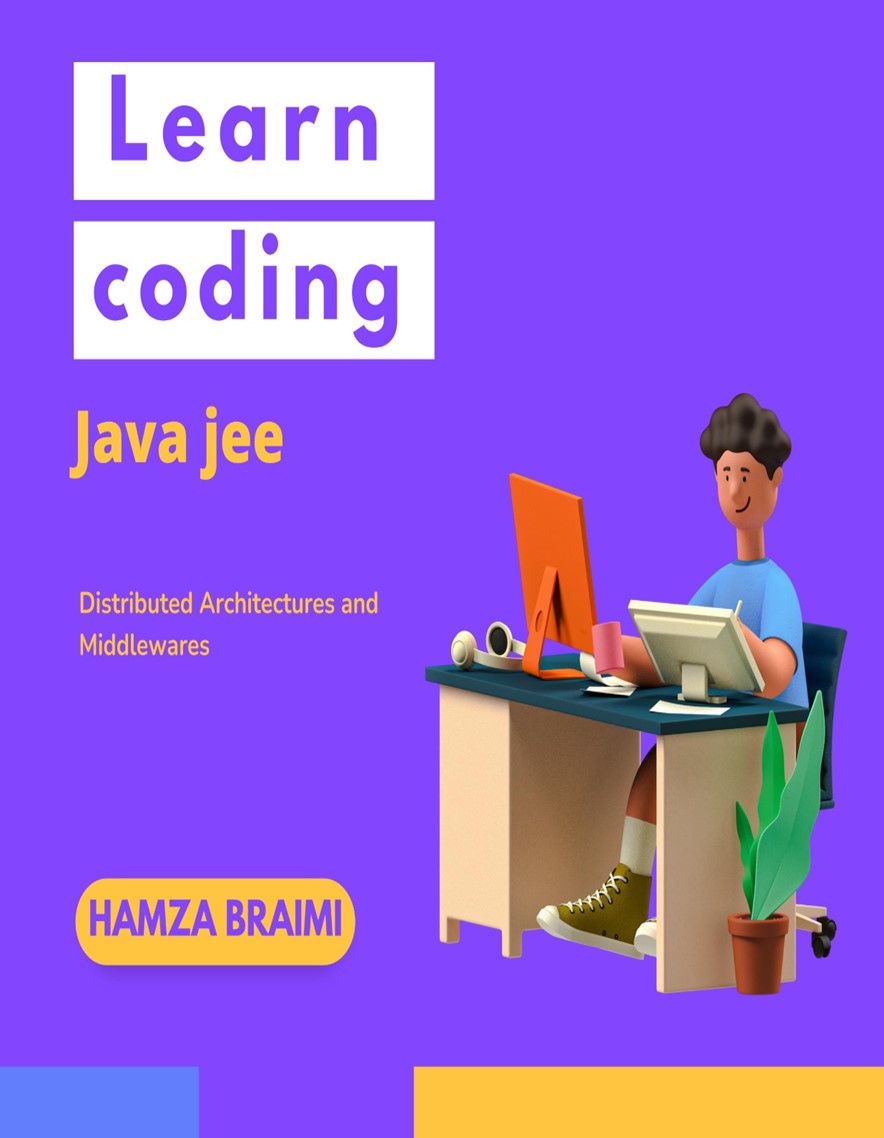 Learn
coding
Java jee
Distributed Architectures and
Middlewares
HAMZA BRAIMI